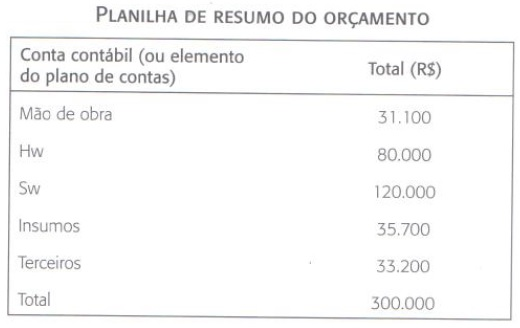 PLANILHA DE RESUMO DO ORÇAMENTO
Conta contábil (ou elemento do plano de contas) Total (R$)
Mão de obra 31.100
Hw 80.000
Sw 120.000
Insumos 35.700
Terceiros 33.200
Total 300.000